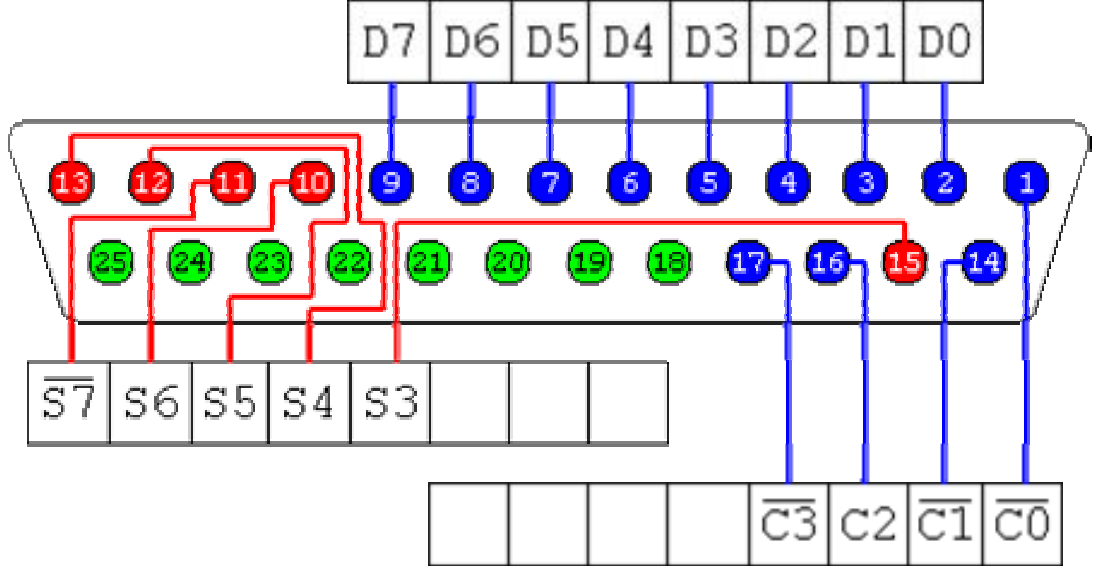 D7 D6 D5 D4 D3 D2 D1 D0
13 12 11 10 9 8 7 6 5 4 3 2 1
25 24 23 22 21 20 19 18 17 16 15 14
S̅7̅ S6 S5 S4 S3
C̅3̅ C2 C̅1̅ C̅0̅